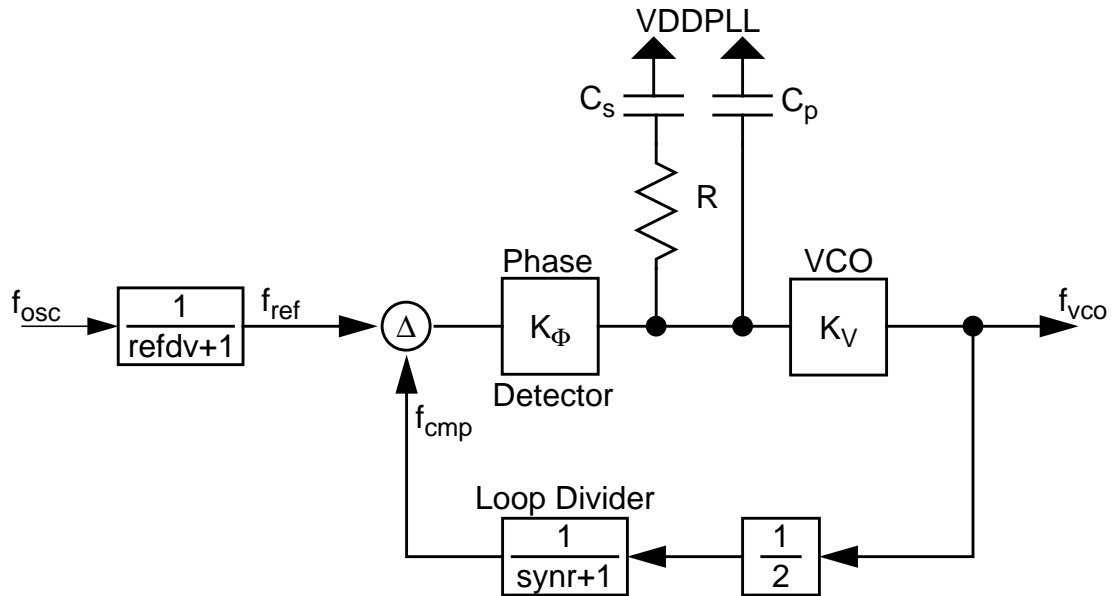 VDDPLL
Cs
Cp
R
Phase
VCO
fosc
1
refdv+1
fref
Δ
KΦ
KV
fvco
Detector
fcmp
Loop Divider
1
synr+1
1
2